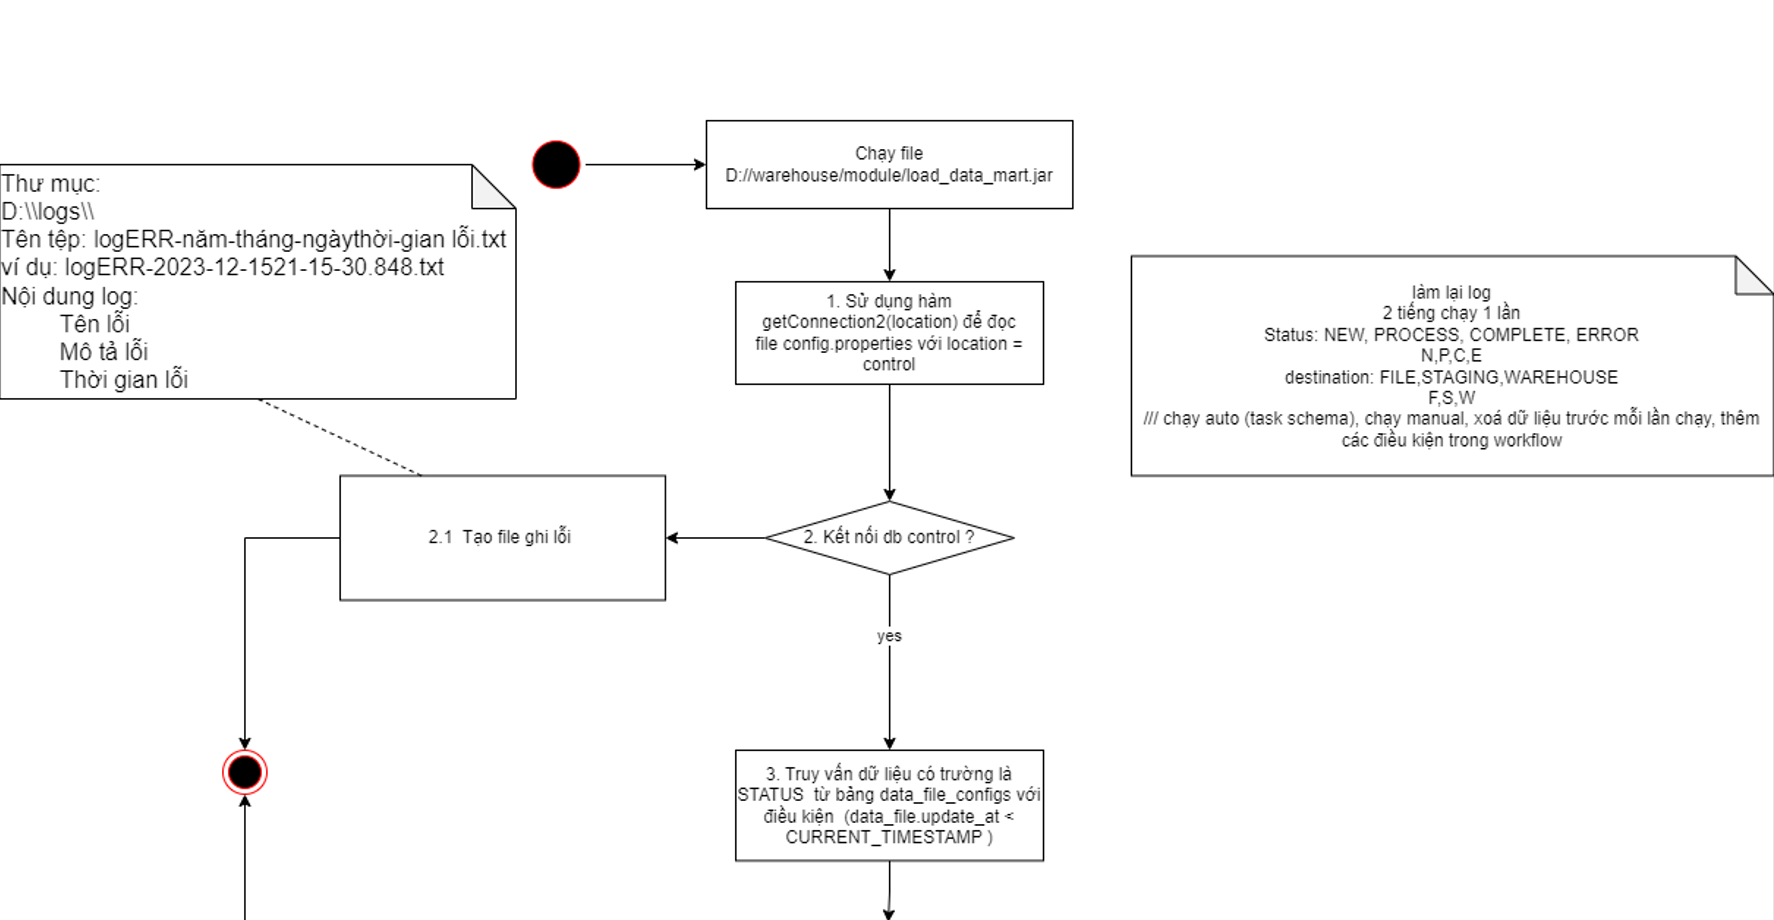 Chạy file
D://warehouse/module/load_data_mart.jar
Thư mục:
D:\\logs\\
Tên tệp: logERR-năm-tháng-ngàythời-gian lỗi.txt
ví dụ: logERR-2023-12-1521-15-30.848.txt
Nội dung log:
Tên lỗi
Mô tả lỗi
Thời gian lỗi
1. Sử dụng hàm
getConnection2(location) để đọc
file config.properties với location =
control
làm lại log
2 tiếng chạy 1 lần
Status: NEW, PROCESS, COMPLETE, ERROR
N,P,C,E
destination: FILE,STAGING,WAREHOUSE
F,S,W
/// chạy auto (task schema), chạy manual, xoá dữ liệu trước mỗi lần chạy, thêm
các điều kiện trong workflow
2.1 Tạo file ghi lỗi
2. Kết nối db control ?
yes
3. Truy vấn dữ liệu có trường là
STATUS từ bảng data_file_configs với
điều kiện (data_file.update_at <
CURRENT_TIMESTAMP )